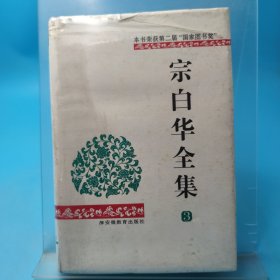 本书荣获第二届“国家图书奖”
宗白华全集
3
安徽教育出版社